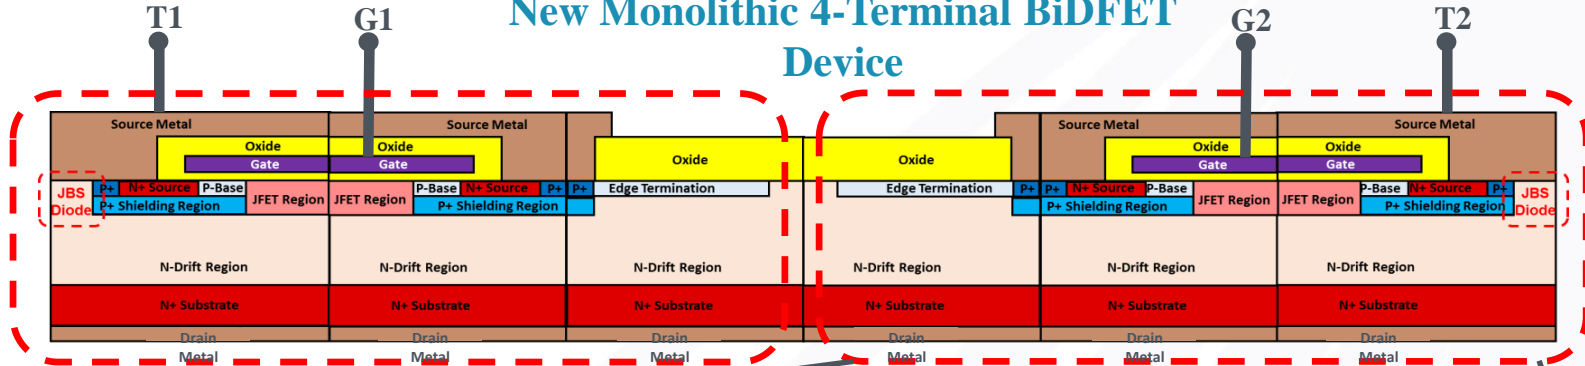 New Monolithic 4-Terminal BiDFET
Device
T1 G1 G2 T2
Source Metal Source Metal Source Metal Source Metal
Oxide Oxide Oxide Oxide
Gate Gate Oxide Oxide Gate Gate
JBS Diode P+ N+ Source P-Base JFET Region JFET Region P-Base N+ Source P+ P+ Edge Termination Edge Termination P+ P+ N+ Source P-Base JFET Region JFET Region P-Base N+ Source P+ JBS Diode
P+ Shielding Region P+ Shielding Region P+ Shielding Region P+ Shielding Region
N-Drift Region N-Drift Region N-Drift Region N-Drift Region N-Drift Region N-Drift Region
N+ Substrate N+ Substrate N+ Substrate N+ Substrate N+ Substrate N+ Substrate
Drain Drain Drain Drain Drain Drain
Metal Metal Metal Metal Metal Metal